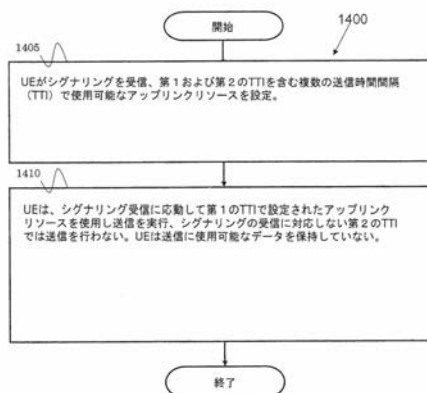 開始
1400
1405
UEがシグナリングを受信、第1および第2のTTIを含む複数の送信時間間隔
(TTI)で使用可能なアップリンクリソースを設定。
1410
UEは、シグナリング受信に応動して第1のTTIで設定されたアップリンク
リソースを使用し送信を実行、シグナリングの受信に対応しない第2のTTI
では送信を行わない。UEは送信に使用可能なデータを保持していない。
終了